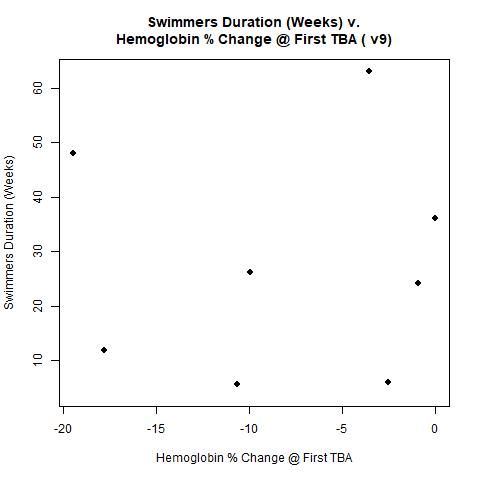 Swimmers Duration (Weeks) v.
Hemoglobin % Change @ First TBA ( v9)
Swimmers Duration (Weeks)
60
50
40
30
20
10
-20 -15 -10 -5 0
Hemoglobin % Change @ First TBA